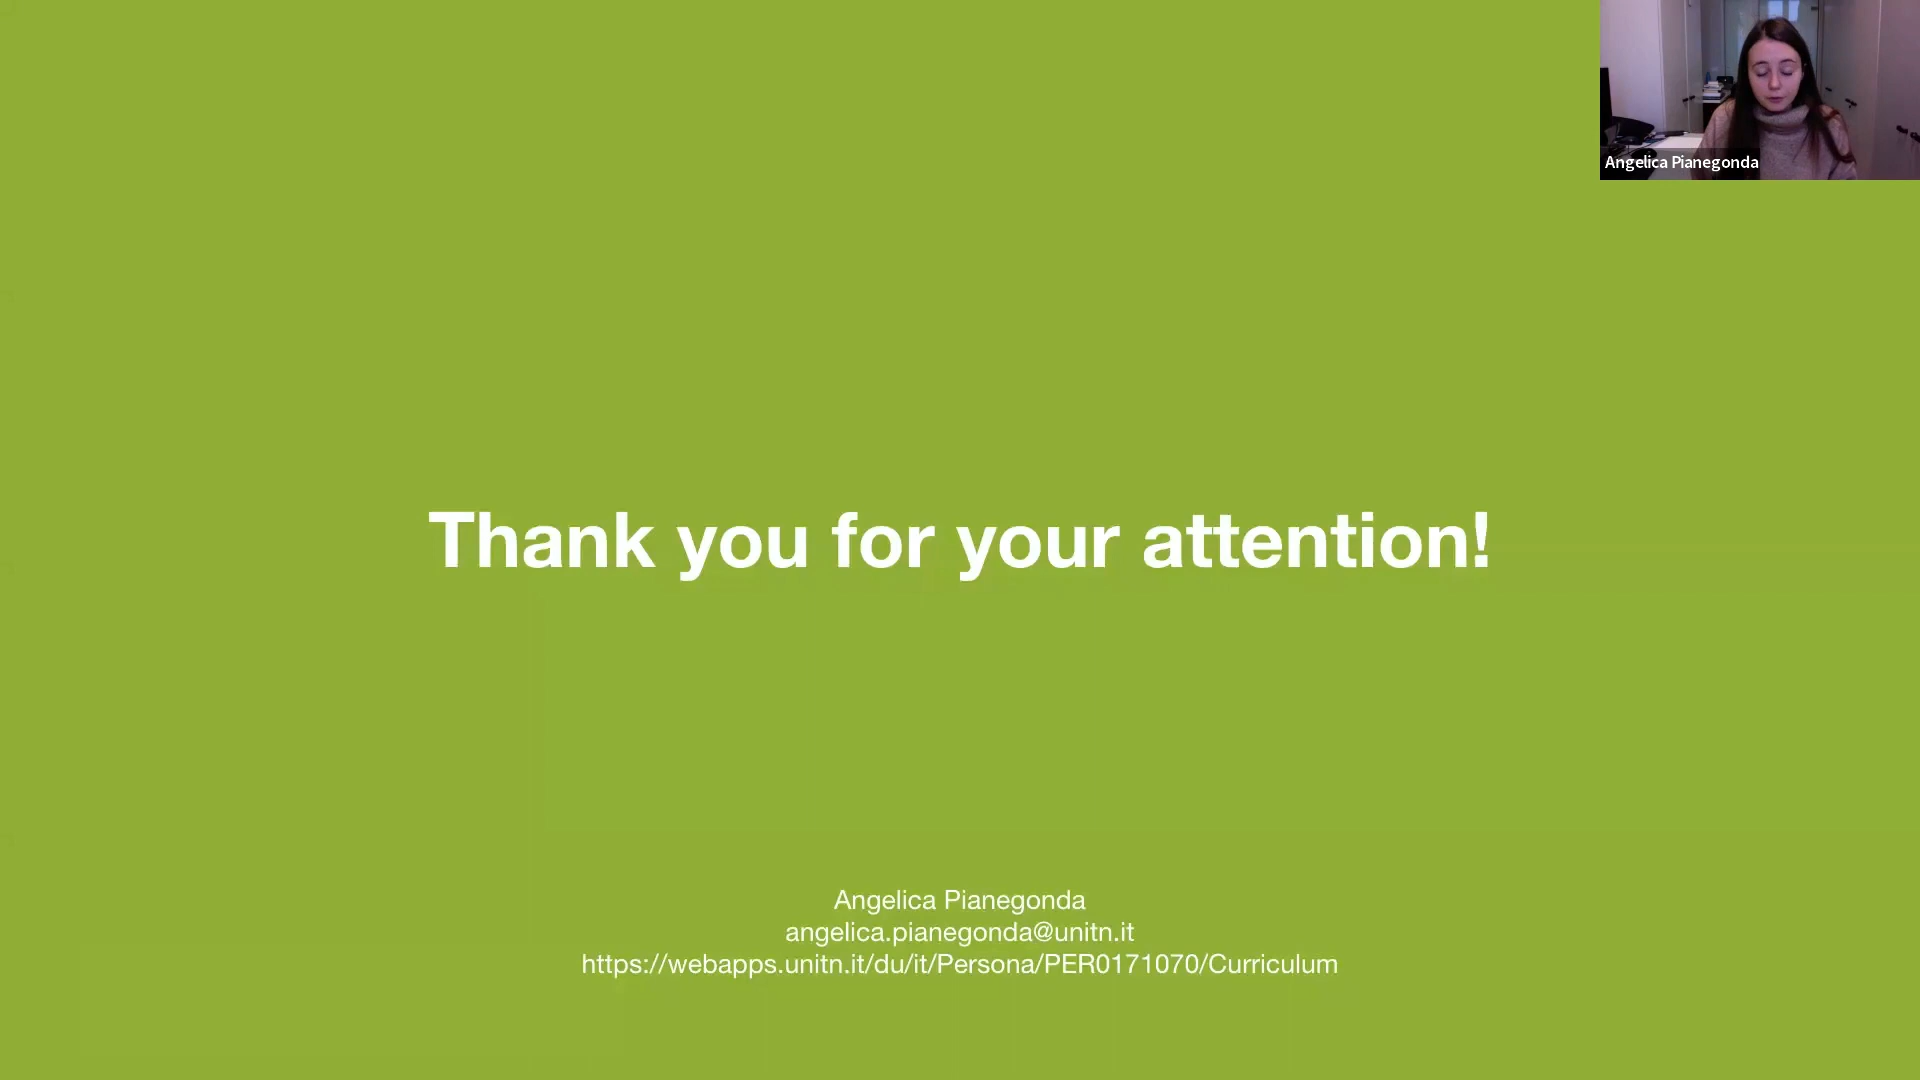 Angelica Pianegonda
Thank you for your attention!
Angelica Pianegonda
angelica.pianegonda@unitn.it
https://webapps.unitn.it/du/it/Persona/PER0171070/Curriculum